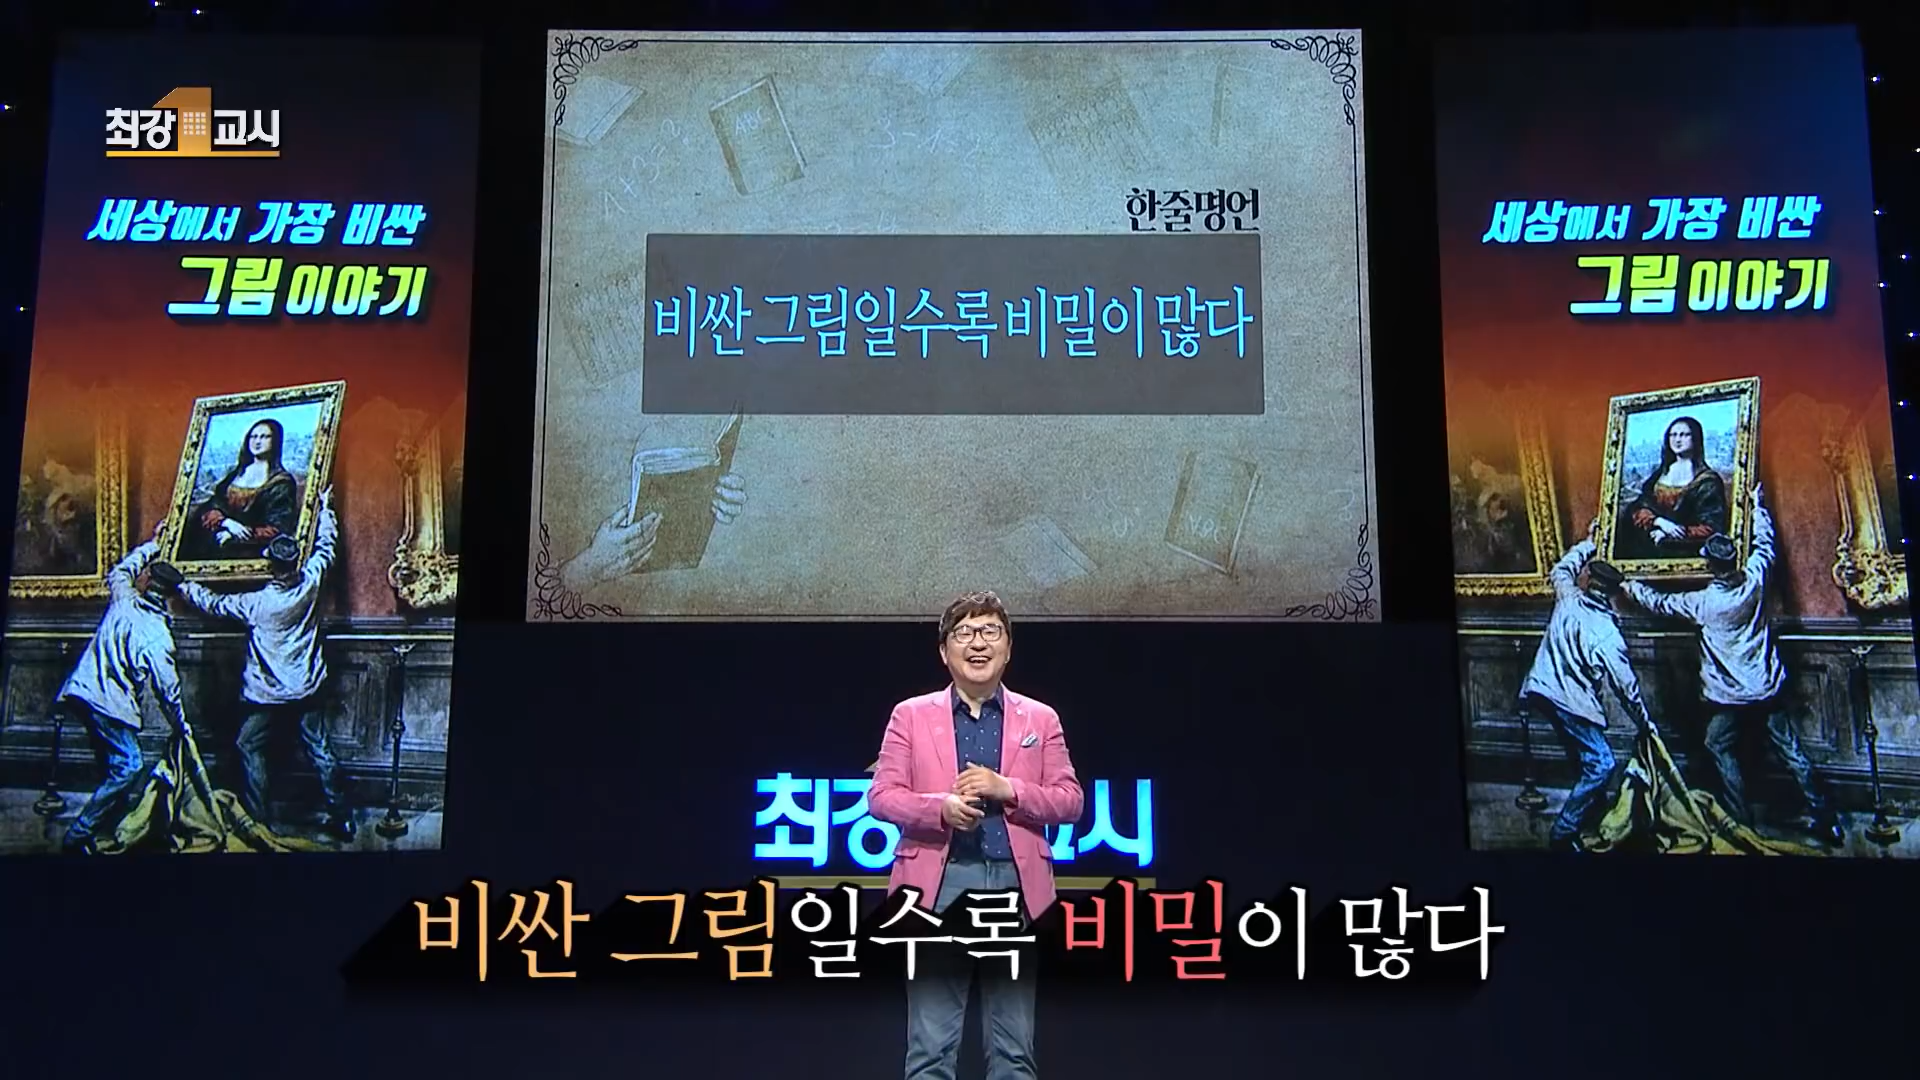 최강1교시
세상에서 가장 비싼
그림 이야기
한줄명언
비싼 그림일수록 비밀이 많다
ABC
ABC
세상에서 가장 비싼
그림 이야기
최강 교시
비싼 그림일수록 비밀이 많다